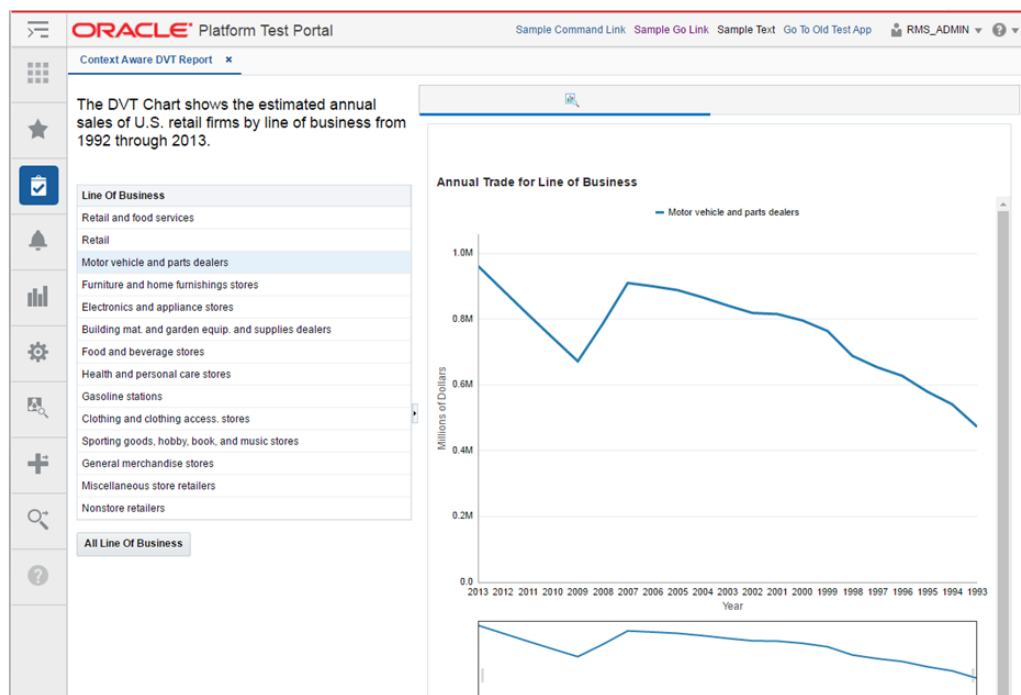 ORACLE® Platform Test Portal
Sample Command Link Sample Go Link Sample Text Go To Old Test App RMS_ADMIN
Context Aware DVT Report ×
The DVT Chart shows the estimated annual
sales of U.S. retail firms by line of business from
1992 through 2013.
Line Of Business
Retail and food services
Retail
Motor vehicle and parts dealers
Furniture and home furnishings stores
Electronics and appliance stores
Building mat. and garden equip. and supplies dealers
Food and beverage stores
Health and personal care stores
Gasoline stations
Clothing and clothing access. stores
Sporting goods, hobby, book, and music stores
General merchandise stores
Miscellaneous store retailers
Nonstore retailers
All Line Of Business
Annual Trade for Line of Business
Motor vehicle and parts dealers
Millions of Dollars
1.0M
0.8M
0.6M
0.4M
0.2M
0.0
2013 2012 2011 2010 2009 2008 2007 2006 2005 2004 2003 2002 2001 2000 1999 1998 1997 1996 1995 1994 1993
Year